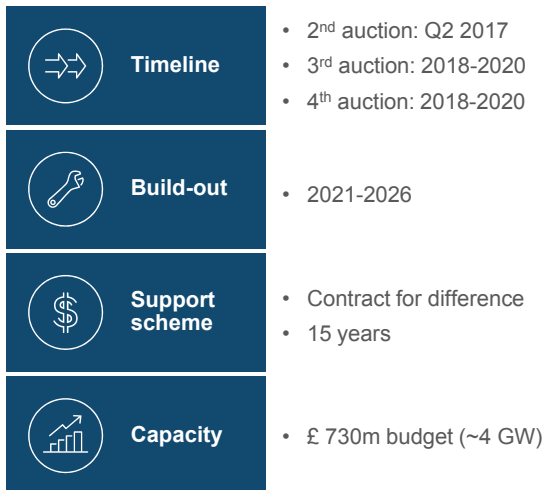 Timeline
• 2nd auction: Q2 2017
• 3rd auction: 2018-2020
• 4th auction: 2018-2020
Build-out
• 2021-2026
Support
scheme
• Contract for difference
• 15 years
Capacity
• £ 730m budget (~4 GW)